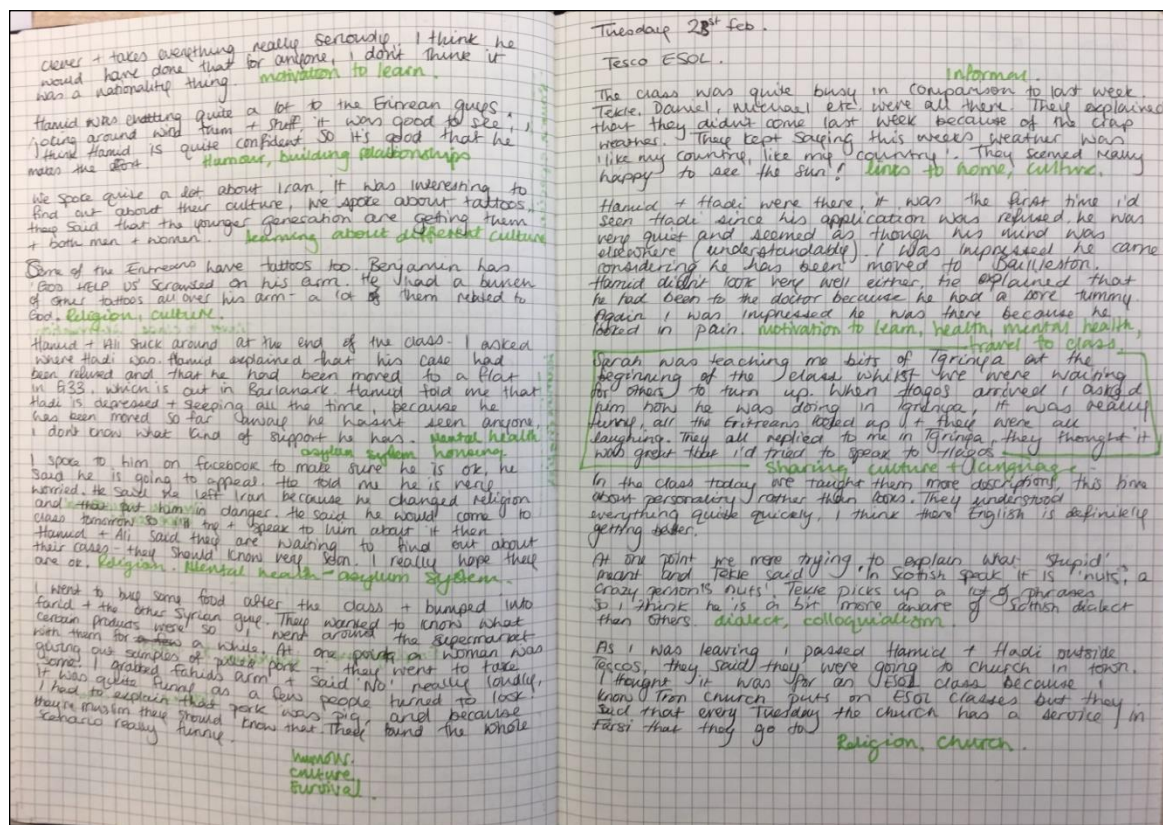 clever + takes everything really seriously. I think he
would have done that for anyone, I don't think it
was a nationality thing. motivation to learn.
Hamid was chatting quite a lot to the Eritrean guys,
joking around with them + stuff it was good to see, I
think Hamid is quite confident so it's good that he
makes the effort. Humour, building relationships
We spoke quite a lot about Iran, it was interesting to
find out about their culture, we spoke about tattoos,
they said that the younger generation are getting them
+ both men + women. Learning about different culture
Some of the Eritreans have tattoos too. Benjamin has
'GOD HELP US' scrawled on his arm. He had a bunch
of other tattoos all over his arm - a lot of them related to
God. Religion, culture.
Hamid + Ali stuck around at the end of the class. I asked
where Hadi was. Hamid explained that his case had
been refused and that he had been moved to a flat
in G33, which is out in Barlanark. Hamid told me that
Hadi is depressed + sleeping all the time, because he
has been moved so far away he hasn't seen anyone,
I don't know what kind of support he has. Mental health
asylum system housing
I spoke to him on facebook to make sure he is ok, he
said he is going to appeal. He told me he is very
worried. He said he left Iran because he changed religion
and that put him in danger. He said he would come to
class tomorrow so I'll try + speak to him about it then
Hamid + Ali said they are waiting to find out about
their cases - they should know very soon. I really hope they
are ok. Religion. Mental health - asylum system.
I went to buy some food after the class + bumped into
farid + the other Syrian guy. They wanted to know what
certain products were so I went around the supermarket
with them for a while. At one point a woman was
giving out samples of pulled pork + they went to take
some. I grabbed fahids arm + said 'No' really loudly,
it was quite funny as a few people turned to look
I had to explain that pork was pig, and because
they're muslim they should know that. They found the whole
scenario really funny.
humour.
culture
survival.
Tuesday 28st feb.
Tesco ESOL.
Informal.
The class was quite busy in comparison to last week.
Tekle, Daniel, Michael etc were all there. They explained
that they didn't come last week because of the crap
weather. They kept saying this weeks weather was
'like my country, like my country'. They seemed really
happy to see the sun! links to home, culture.
Hamid + Hadi were there, it was the first time I'd
seen Hadi since his application was refused, he was
very quiet and seemed as though his mind was
elsewhere (understandably). I was impressed he came
considering he has been moved to Baillieston.
Hamid didn't look very well either, he explained that
he had been to the doctor because he had a sore tummy.
Again I was impressed he was there because he
looked in pain. motivation to learn, health, mental health,
travel to class.
Sarah was teaching me bits of Tgrinya at the
beginning of the class whilst we were waiting
for others to turn up. When Hagos arrived I asked
him how he was doing in Tgrinya, it was really
funny, all the Eritreans looked up + they were all
laughing. They all replied to me in Tgrinya, they thought it
was great that I'd tried to speak to Hagos.
Sharing culture + language
In the class today we taught them more descriptions, this time
about personality rather than looks. They understood
everything quite quickly, I think there English is definitely
getting better.
At one point we were trying to explain what 'stupid'
meant and Tekle said 'In Scottish speak it is 'nuts', a
crazy person is nuts'. Tekle picks up a lot of phrases
so I think he is a bit more aware of Scottish dialect
than others. dialect, colloquialism.
As I was leaving I passed Hamid + Hadi outside
Tescos, they said they were going to church in town.
I thought it was for an ESOL class because I
know Tron church puts on ESOL classes but they
said that every Tuesday the church has a service in
Farsi that they go to
Religion. Church.